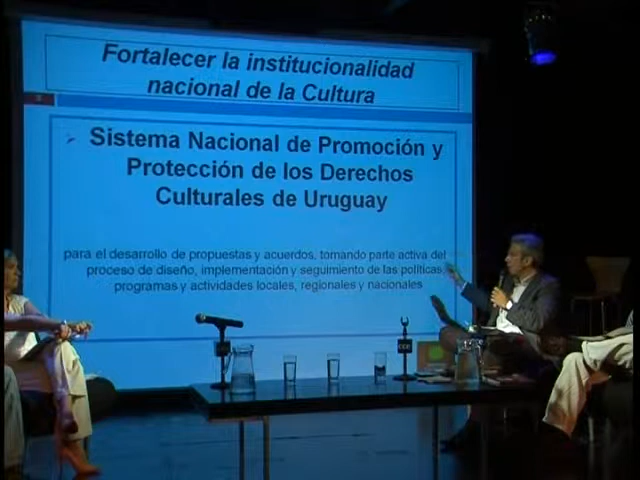 Fortalecer la institucionalidad
nacional de la Cultura
Sistema Nacional de Promoción y
Protección de los Derechos
Culturales de Uruguay
para el desarrollo de propuestas y acuerdos, tomando parte activa del
proceso de diseño, implementación y seguimiento de las políticas,
programas y actividades locales, regionales y nacionales